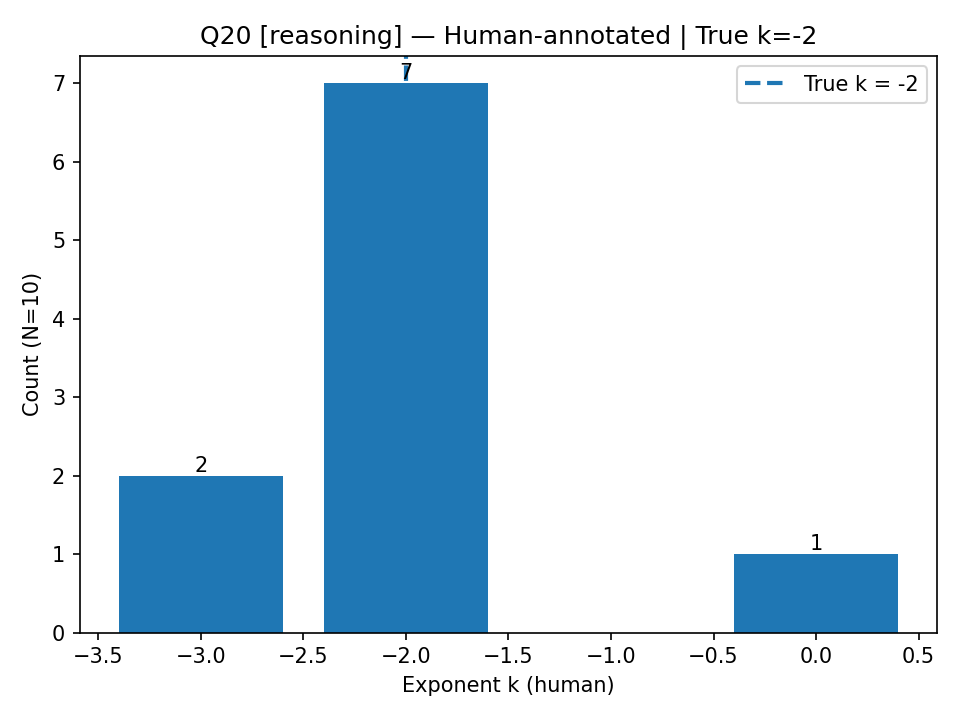 Q20 [reasoning] — Human-annotated | True k=-2
True k = -2
7
2
1
7
6
5
4
3
2
1
0
Count (N=10)
−3.5 −3.0 −2.5 −2.0 −1.5 −1.0 −0.5 0.0 0.5
Exponent k (human)